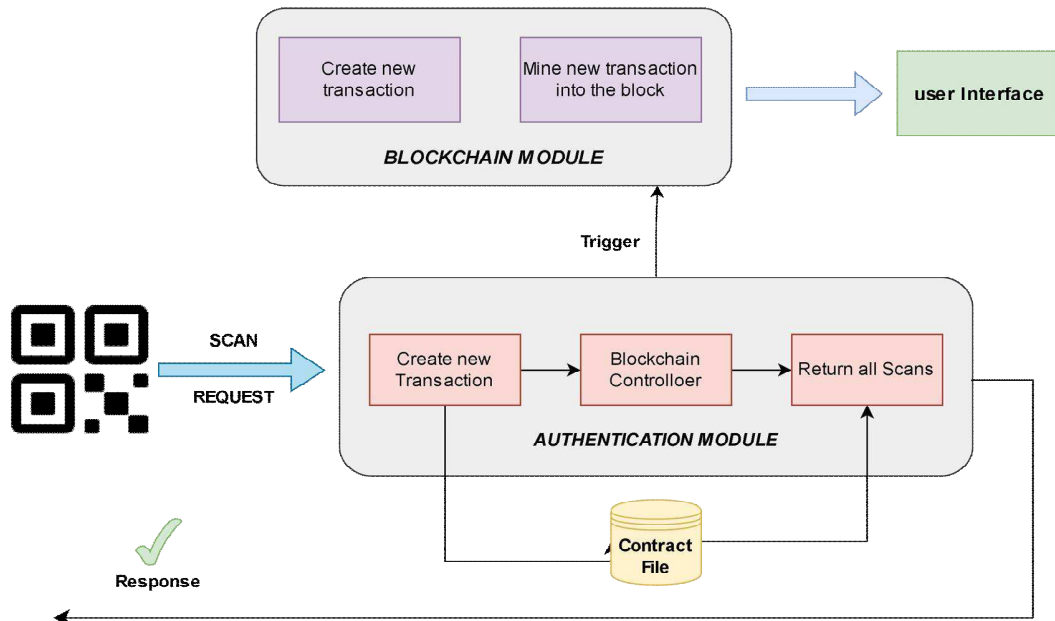 Create new
transaction
Mine new transaction
into the block
user Interface
BLOCKCHAIN MODULE
Trigger
SCAN
REQUEST
Create new
Transaction
Blockchain
Controlloer
Return all Scans
AUTHENTICATION MODULE
Contract
File
Response